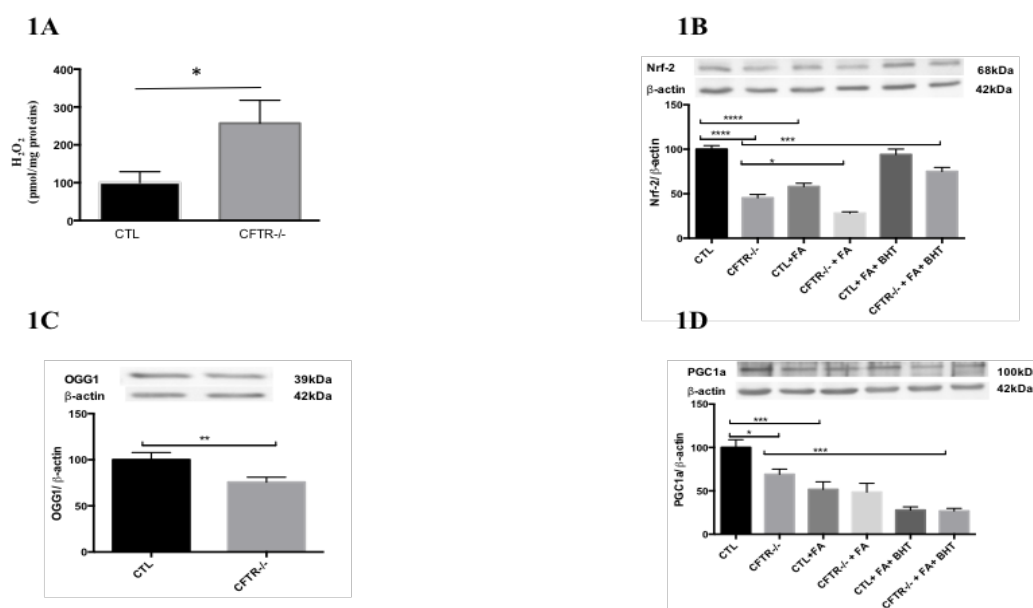 1A
*
400
300
200
100
0
H₂O₂
(pmol/mg proteins)
CTL
CFTR-/-
1B
Nrf-2
68kDa
β-actin
42kDa
****
****
***
*
100
50
0
Nrf-2/ β-actin
CTL
CFTR-/-
CTL+FA
CFTR-/- + FA
CTL+ FA+ BHT
CFTR-/- + FA+ BHT
1C
OGG1
39kDa
β-actin
42kDa
**
100
50
0
OGG1/ β-actin
CTL
CFTR-/-
1D
PGC1a
100kD
β-actin
42kDa
***
*
***
100
50
0
PGC1a/ β-actin
CTL
CFTR-/-
CTL+FA
CFTR-/- + FA
CTL+ FA+ BHT
CFTR-/- + FA+ BHT